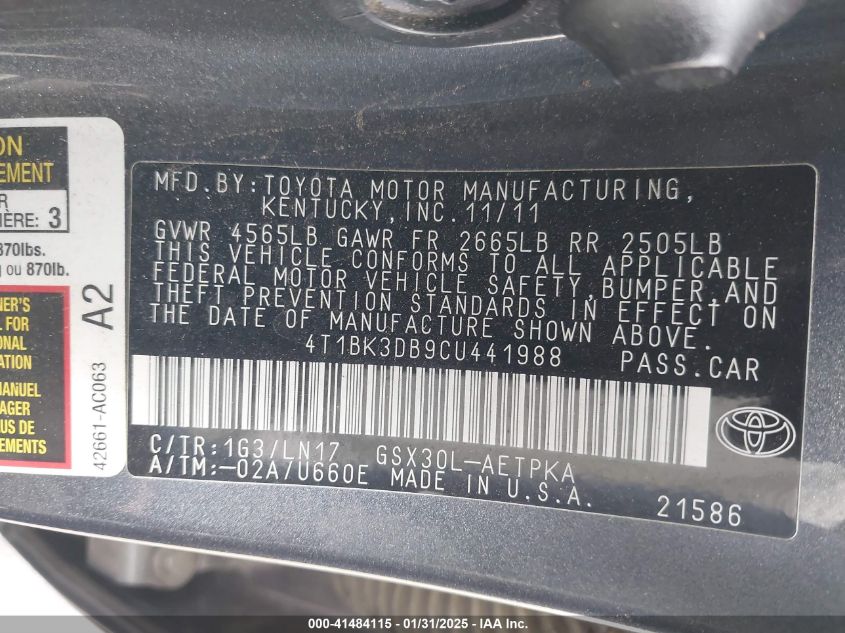 ON
EMENT
R
IÈRE: 3
870lbs.
g ou 870lb.
NER'S
L FOR
ONAL
ATION
MANUEL
AGER
US DE
EMENTS
A2
42661-AC063
MFD.BY:TOYOTA MOTOR MANUFACTURING,
KENTUCKY,INC.11/11
GVWR 4565LB GAWR FR 2665LB RR 2505LB
THIS VEHICLE CONFORMS TO ALL APPLICABLE
FEDERAL MOTOR VEHICLE SAFETY,BUMPER,AND
THEFT PREVENTION STANDARDS IN EFFECT ON
THE DATE OF MANUFACTURE SHOWN ABOVE.
4T1BK3DB9CU441988 PASS.CAR
C/TR:1G3/LN17 GSX30L-AETPKA
A/TM:-02A/U660E MADE IN U.S.A.
21586
000-41484115 - 01/31/2025 - IAAI Inc.